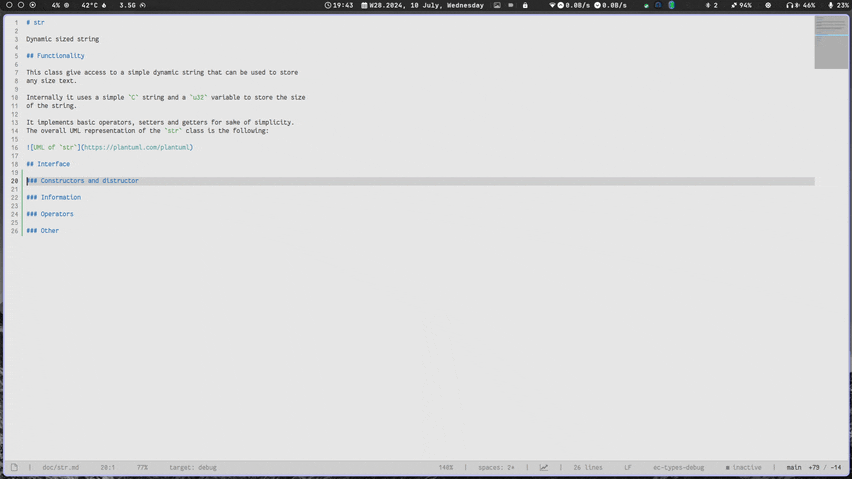 4% 42°C 3.5G 19:43 W28.2024, 10 July, Wednesday 0.0B/s 0.0B/s 2 94% 46% 23%
1 # str
2
3 Dynamic sized string
4
5 ## Functionality
6
7 This class give access to a simple dynamic string that can be used to store
8 any size text.
9
10 Internally it uses a simple `C` string and a `u32` variable to store the size
11 of the string.
12
13 It implements basic operators, setters and getters for sake of simplicity.
14 The overall UML representation of the `str` class is the following:
15
16 ![UML of `str`](https://plantuml.com/plantuml)
17
18 ## Interface
19
20 ### Constructors and distructor
21
22 ### Information
23
24 ### Operators
25
26 ### Other
doc/str.md 20:1 77% target: debug 140% spaces: 2+ 26 lines LF ec-types-debug inactive main +79 / -14